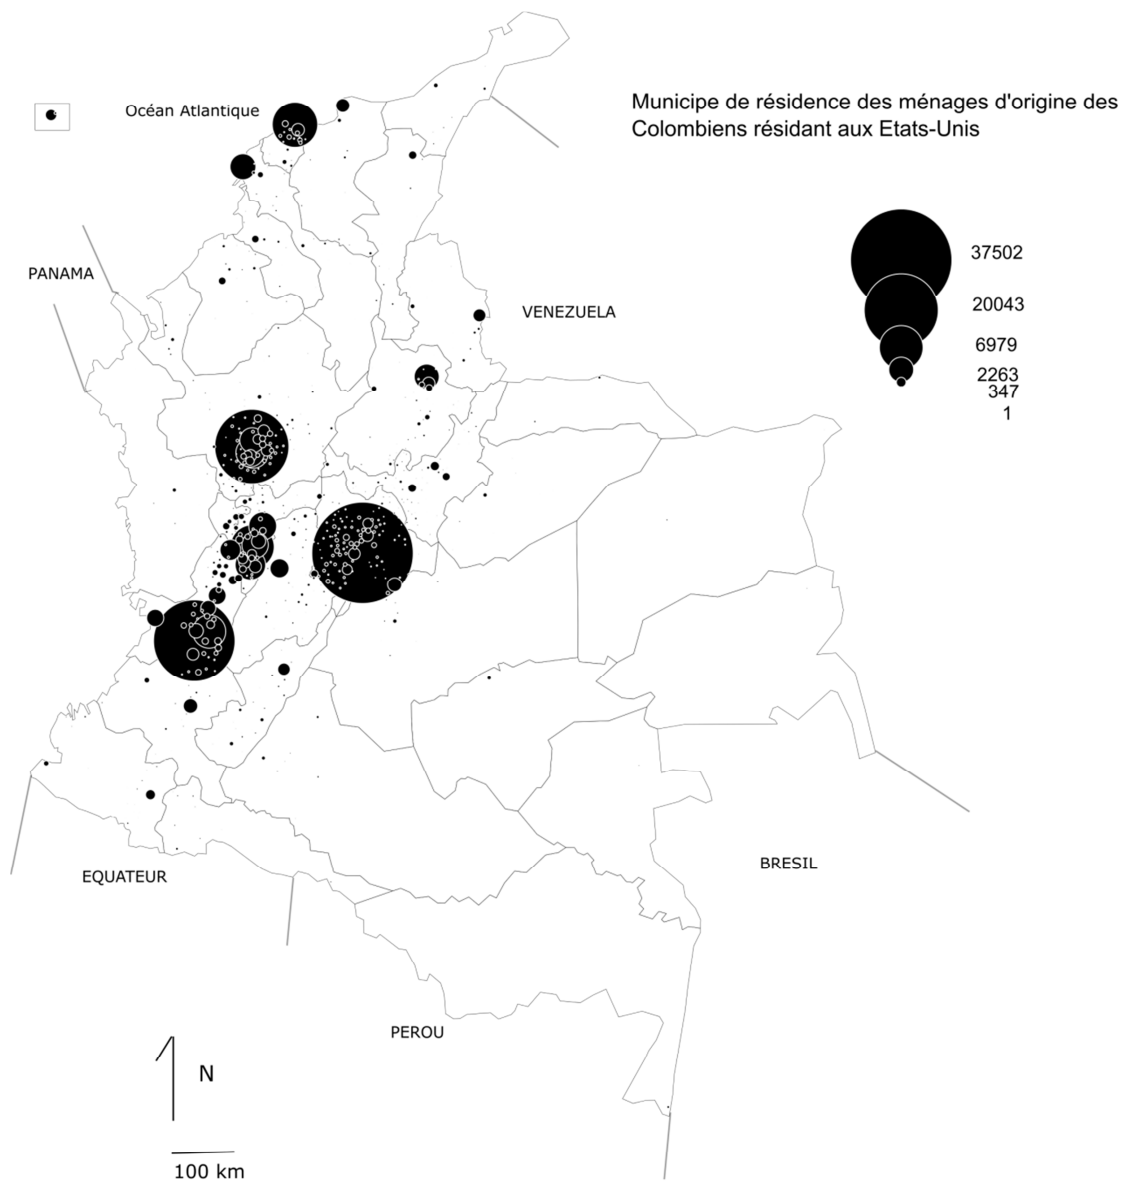 Municipe de résidence des ménages d'origine des
Colombiens résidant aux Etats-Unis
Océan Atlantique
37502
20043
6979
2263
347
1
PANAMA
VENEZUELA
EQUATEUR
BRESIL
PEROU
N
100 km